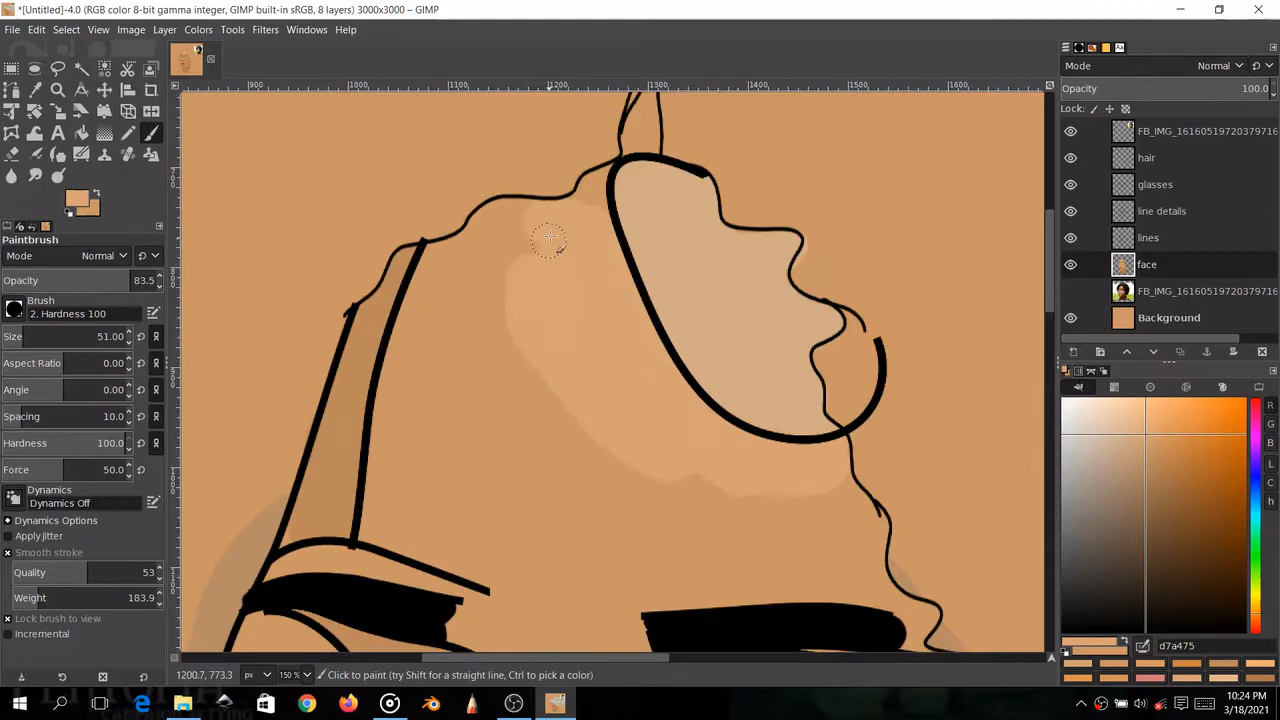 *[Untitled]-4.0 (RGB color 8-bit gamma integer, GIMP built-in sRGB, 8 layers) 3000x3000 – GIMP
File Edit Select View Image Layer Colors Tools Filters Windows Help
900 1000 1100 1200 1300 1400 1500 1600
Paintbrush
Mode Normal
Opacity 83.5
Brush
2. Hardness 100
Size 51.00
Aspect Ratio 0.00
Angle 0.00
Spacing 10.0
Hardness 100.0
Force 50.0
Dynamics
Dynamics Off
Dynamics Options
Apply Jitter
Smooth stroke
Quality 53
Weight 183.9
Lock brush to view
Incremental
Mode Normal
Opacity 100.0
Lock:
FB_IMG_16160519720379716
hair
glasses
line details
lines
face
FB_IMG_16160519720379716
Background
R
G
B
L
C
h
d7a475
1200.7, 773.3 px 150 % Click to paint (try Shift for a straight line, Ctrl to pick a color)
10:24 PM
3/18/2021